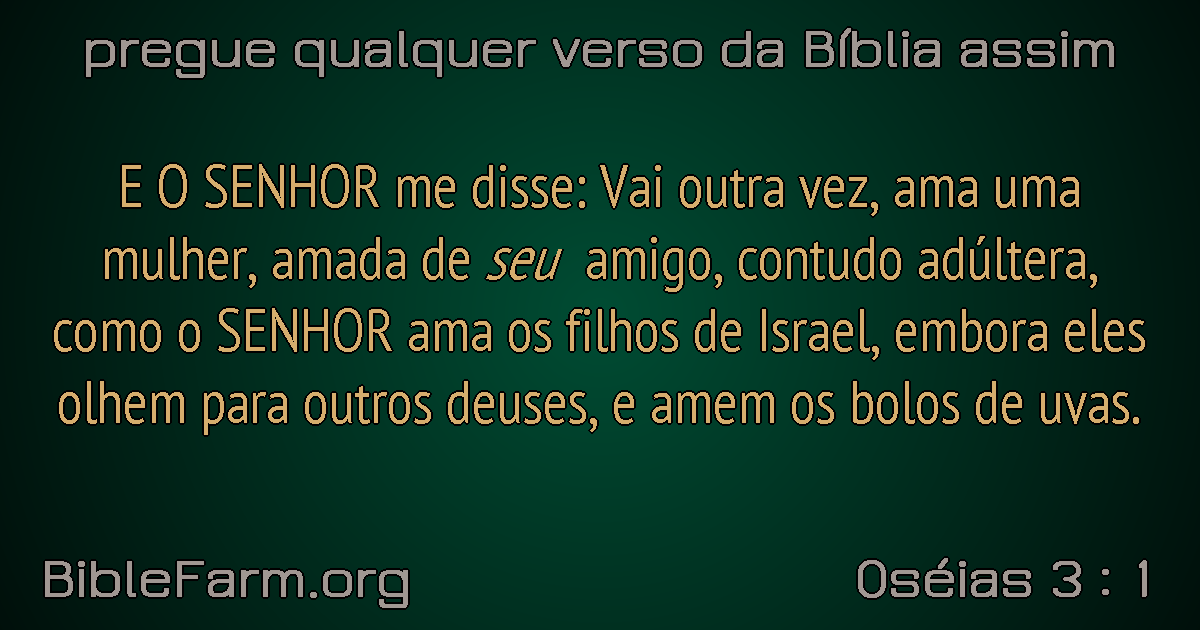 pregue qualquer verso da Bíblia assim
E O SENHOR me disse: Vai outra vez, ama uma
mulher, amada de seu amigo, contudo adúltera,
como o SENHOR ama os filhos de Israel, embora eles
olhem para outros deuses, e amem os bolos de uvas.
BibleFarm.org
Oséias 3 : 1